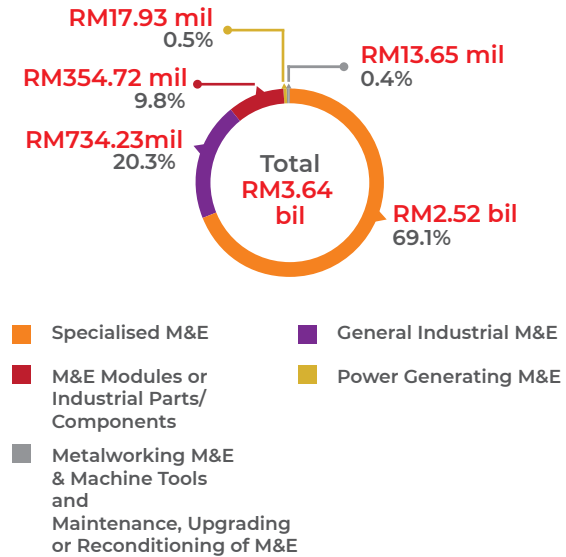 RM17.93 mil
0.5%
RM13.65 mil
0.4%
RM354.72 mil
9.8%
RM734.23mil
20.3%
Total
RM3.64
bil
RM2.52 bil
69.1%
Specialised M&E
General Industrial M&E
M&E Modules or
Industrial Parts/
Components
Power Generating M&E
Metalworking M&E
& Machine Tools
and
Maintenance, Upgrading
or Reconditioning of M&E